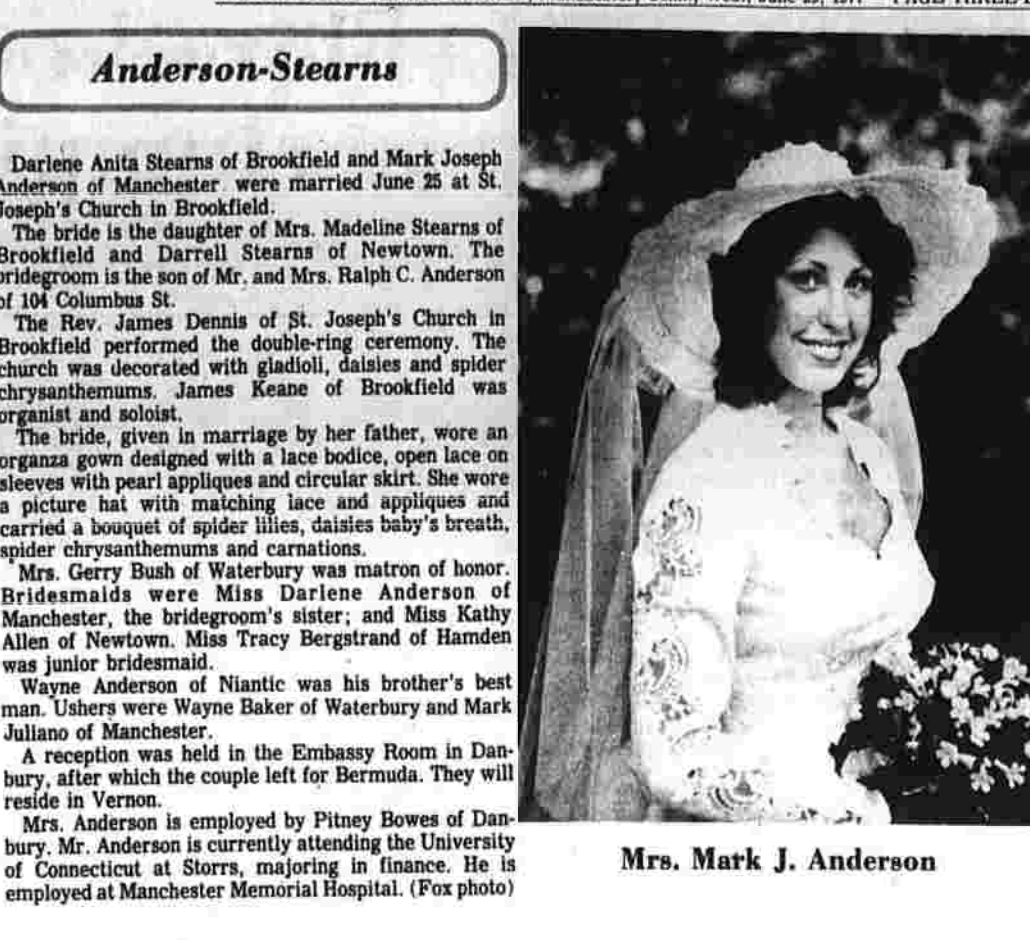 PAGE THREE
Anderson-Stearns
Darlene Anita Stearns of Brookfield and Mark Joseph
Anderson of Manchester were married June 25 at St.
Joseph's Church in Brookfield.
The bride is the daughter of Mrs. Madeline Stearns of
Brookfield and Darrell Stearns of Newtown. The
bridegroom is the son of Mr. and Mrs. Ralph C. Anderson
of 104 Columbus St.
The Rev. James Dennis of St. Joseph's Church in
Brookfield performed the double-ring ceremony. The
church was decorated with gladioli, daisies and spider
chrysanthemums. James Keane of Brookfield was
organist and soloist.
The bride, given in marriage by her father, wore an
organza gown designed with a lace bodice, open lace on
sleeves with pearl appliques and circular skirt. She wore
a picture hat with matching lace and appliques and
carried a bouquet of spider lilies, daisies baby's breath,
spider chrysanthemums and carnations.
Mrs. Gerry Bush of Waterbury was matron of honor.
Bridesmaids were Miss Darlene Anderson of
Manchester, the bridegroom's sister; and Miss Kathy
Allen of Newtown. Miss Tracy Bergstrand of Hamden
was junior bridesmaid.
Wayne Anderson of Niantic was his brother's best
man. Ushers were Wayne Baker of Waterbury and Mark
Juliano of Manchester.
A reception was held in the Embassy Room in Dan-
bury, after which the couple left for Bermuda. They will
reside in Vernon.
Mrs. Anderson is employed by Pitney Bowes of Dan-
bury. Mr. Anderson is currently attending the University
of Connecticut at Storrs, majoring in finance. He is
employed at Manchester Memorial Hospital. (Fox photo)
Mrs. Mark J. Anderson